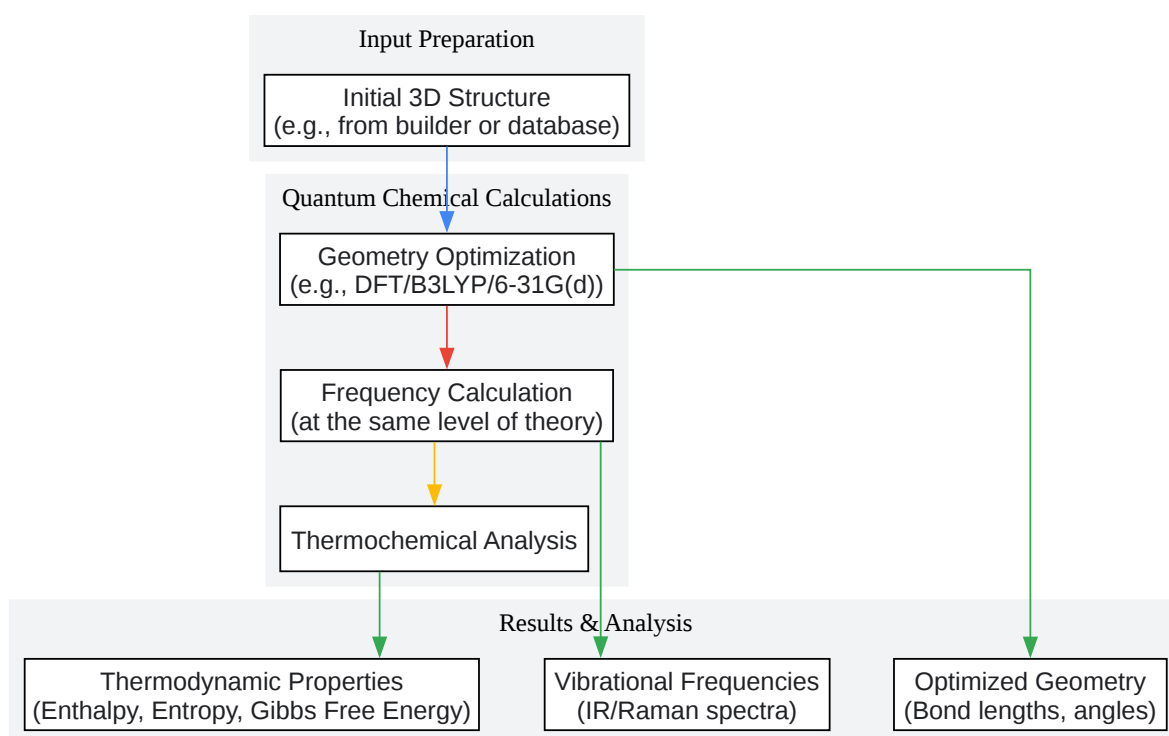 Input Preparation
Initial 3D Structure
(e.g., from builder or database)
Quantum Chemical Calculations
Geometry Optimization
(e.g., DFT/B3LYP/6-31G(d))
Frequency Calculation
(at the same level of theory)
Thermochemical Analysis
Results & Analysis
Thermodynamic Properties
(Enthalpy, Entropy, Gibbs Free Energy)
Vibrational Frequencies
(IR/Raman spectra)
Optimized Geometry
(Bond lengths, angles)